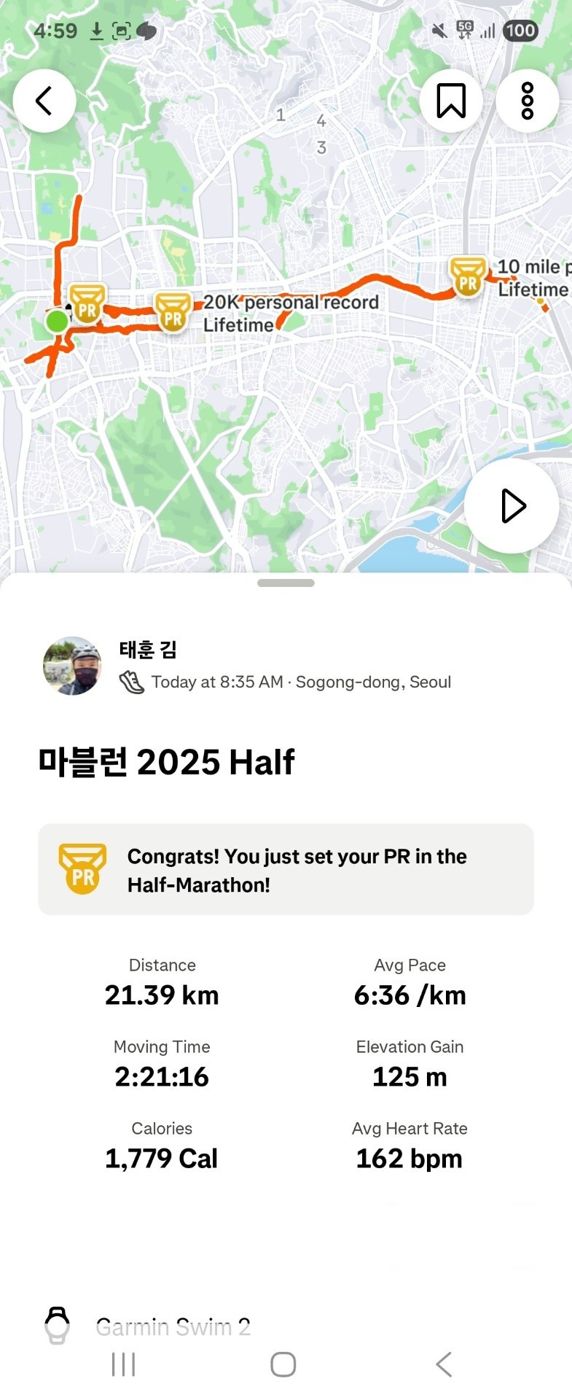 4:59
5G
100
1
4
3
10 mile p
Lifetime
PR
PR
PR
20K personal record
Lifetime
태훈 김
Today at 8:35 AM · Sogong-dong, Seoul
마블런 2025 Half
PR
Congrats! You just set your PR in the
Half-Marathon!
Distance
Avg Pace
21.39 km
6:36 /km
Moving Time
Elevation Gain
2:21:16
125 m
Calories
Avg Heart Rate
1,779 Cal
162 bpm
Garmin Swim 2